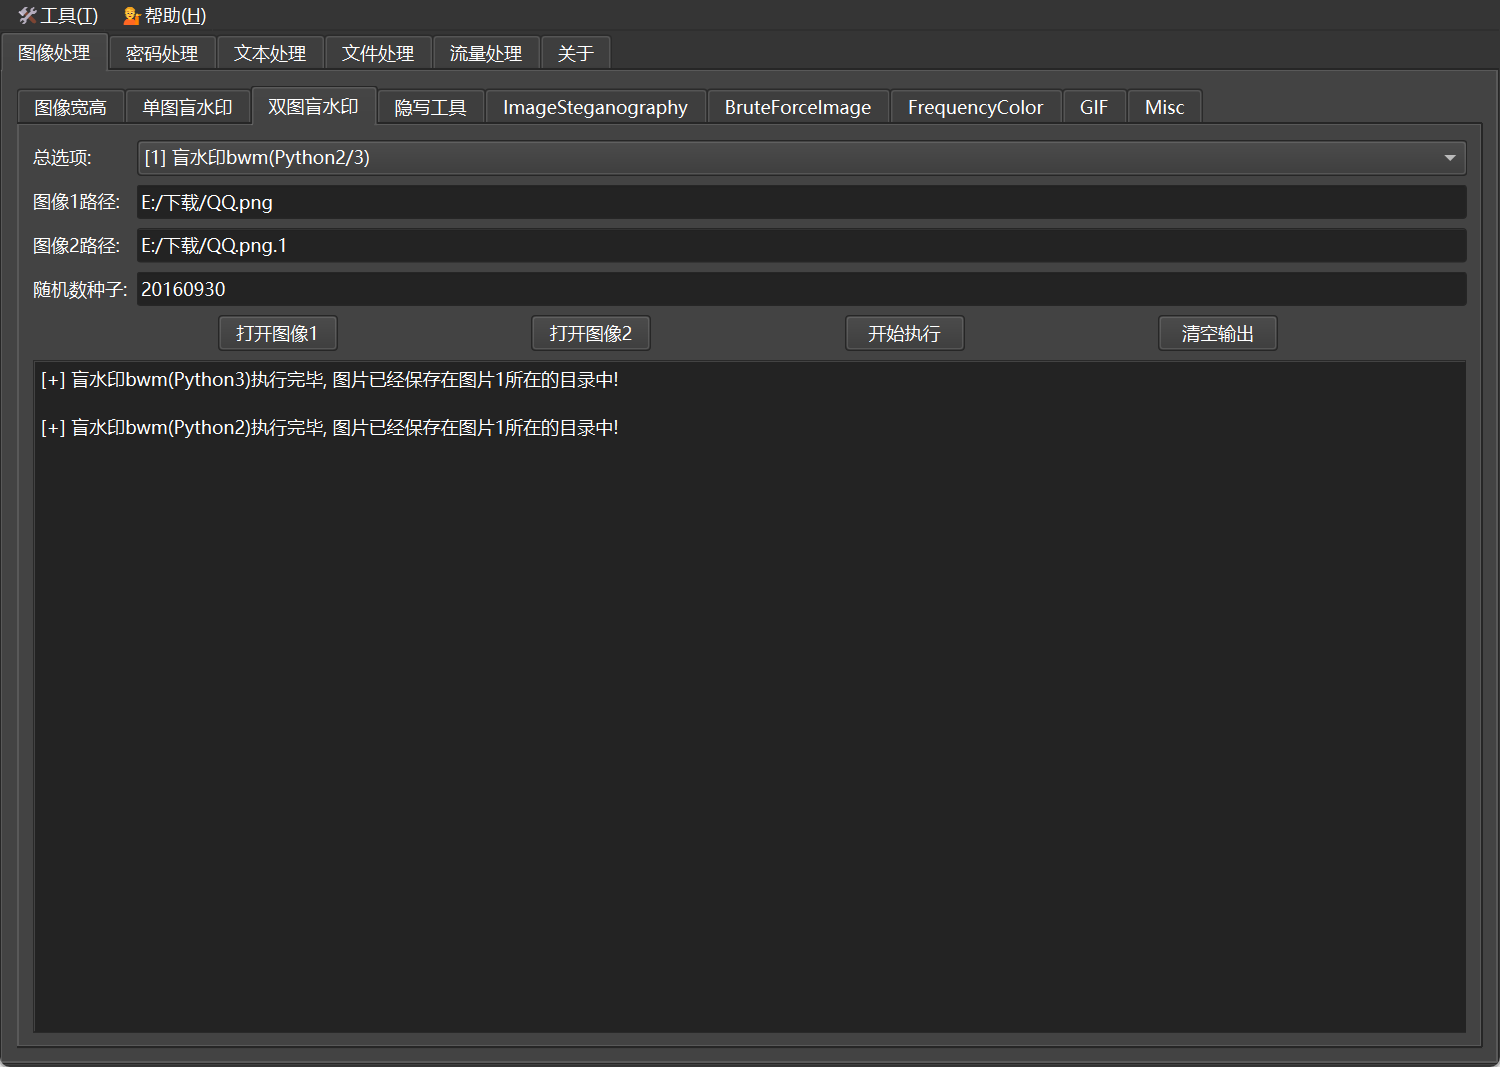 工具(T) 帮助(H)
图像处理 密码处理 文本处理 文件处理 流量处理 关于
图像宽高 单图盲水印 双图盲水印 隐写工具 ImageSteganography BruteForceImage FrequencyColor GIF Misc
总选项: [1] 盲水印bwm(Python2/3)
图像1路径: E:/下载/QQ.png
图像2路径: E:/下载/QQ.png.1
随机数种子: 20160930
打开图像1 打开图像2 开始执行 清空输出
[+] 盲水印bwm(Python3)执行完毕, 图片已经保存在图片1所在的目录中!
[+] 盲水印bwm(Python2)执行完毕, 图片已经保存在图片1所在的目录中!